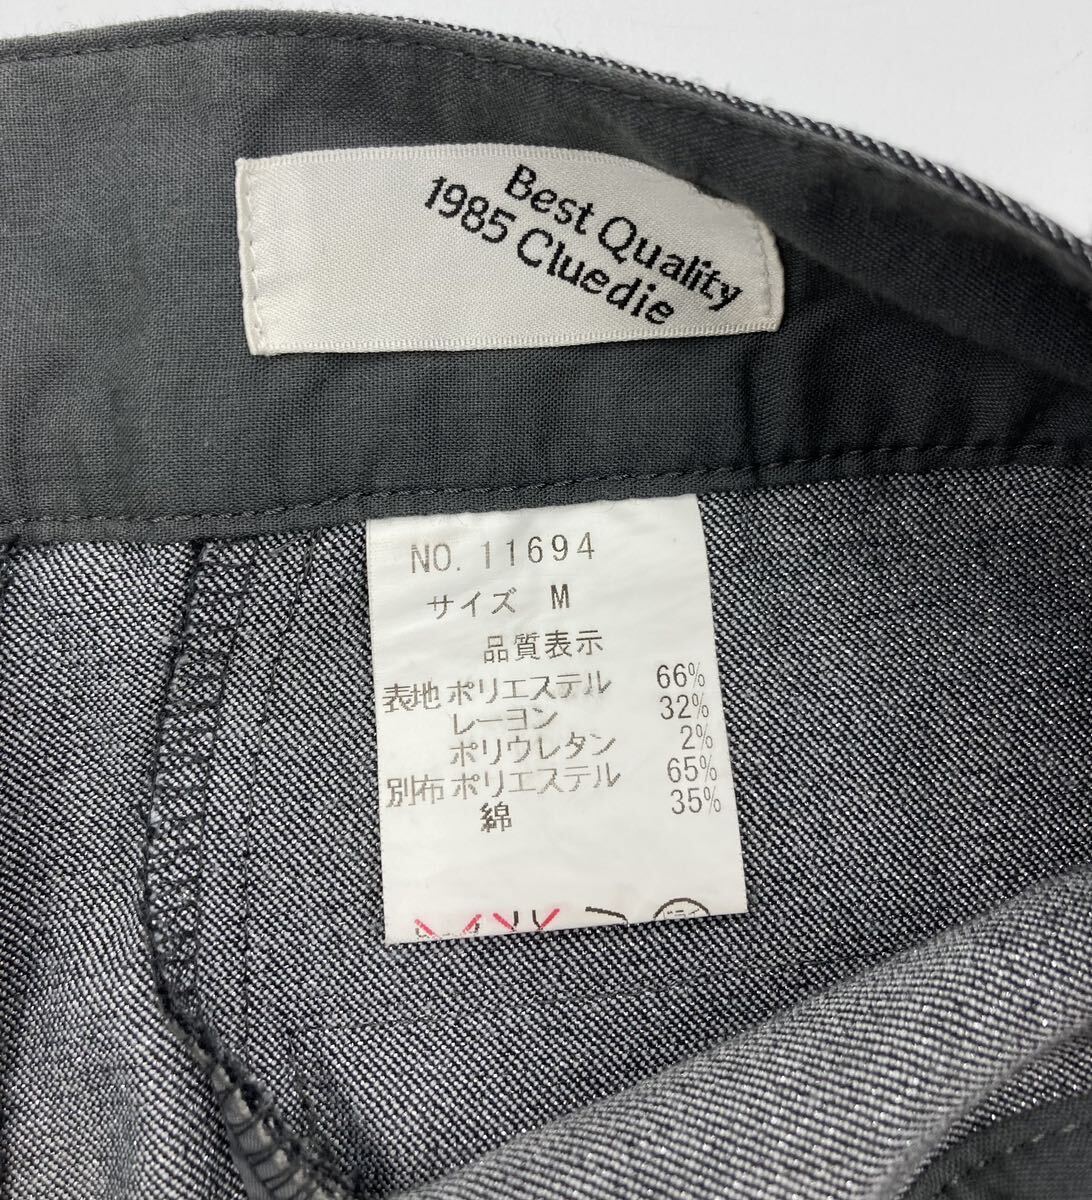 Best Quality
1985 Cluedie
NO. 11694
サイズ M
品質表示
表地 ポリエステル 66%
レーヨン 32%
ポリウレタン 2%
別布 ポリエステル 65%
綿 35%